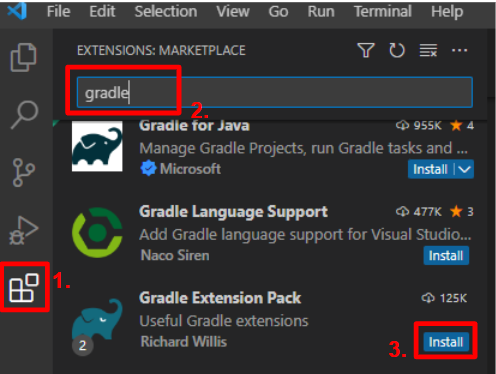 File Edit Selection View Go Run Terminal Help
EXTENSIONS: MARKETPLACE
gradle
2.
Gradle for Java 955K ★ 4
Manage Gradle Projects, run Gradle tasks and ...
Microsoft Install
Gradle Language Support 477K ★ 3
Add Gradle language support for Visual Studio...
Naco Siren Install
1.
Gradle Extension Pack 125K
Useful Gradle extensions
2 Richard Willis 3. Install